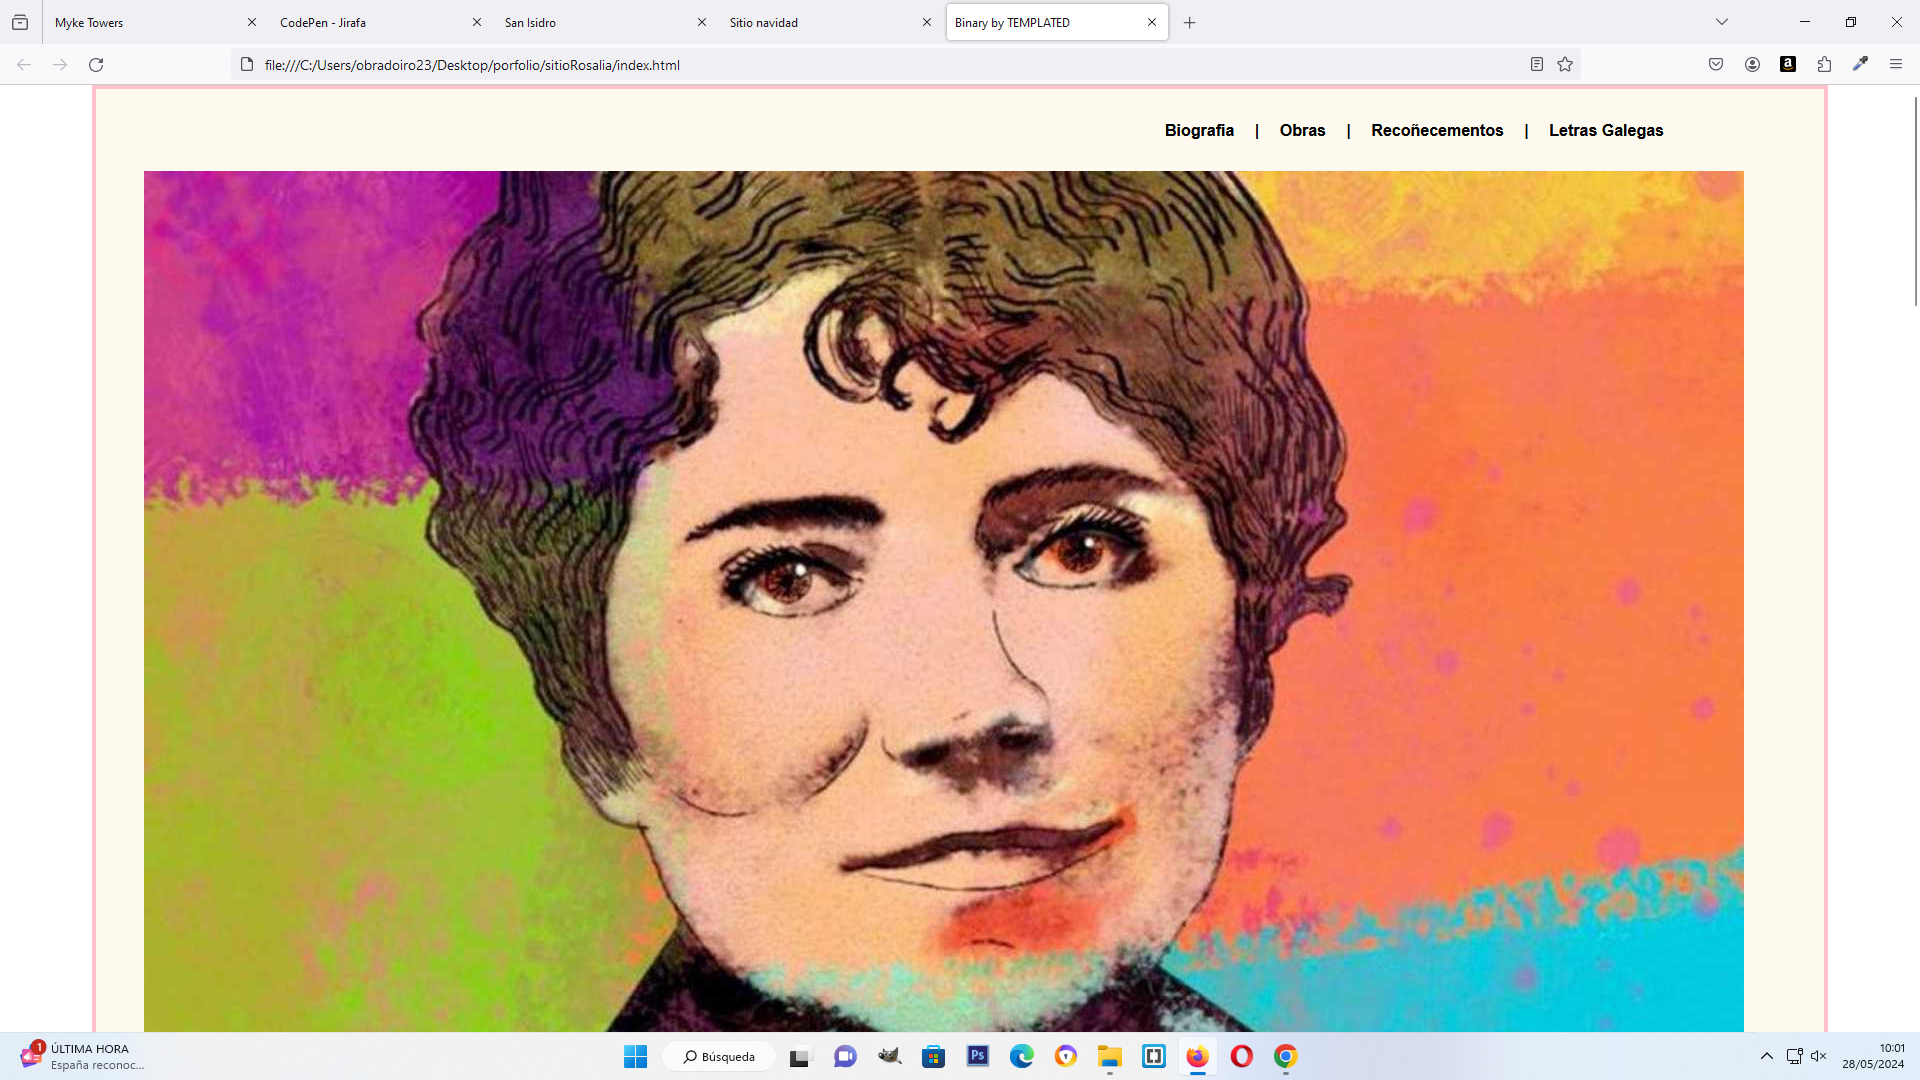 Myke Towers
CodePen - Jirafa
San Isidro
Sitio navidad
Binary by TEMPLATED
file:///C:/Users/obradoiro23/Desktop/porfolio/sitioRosalia/index.html
Biografia | Obras | Recoñecementos | Letras Galegas
1
ÚLTIMA HORA
España reconoc...
Búsqueda
Ps
10:01
28/05/2024